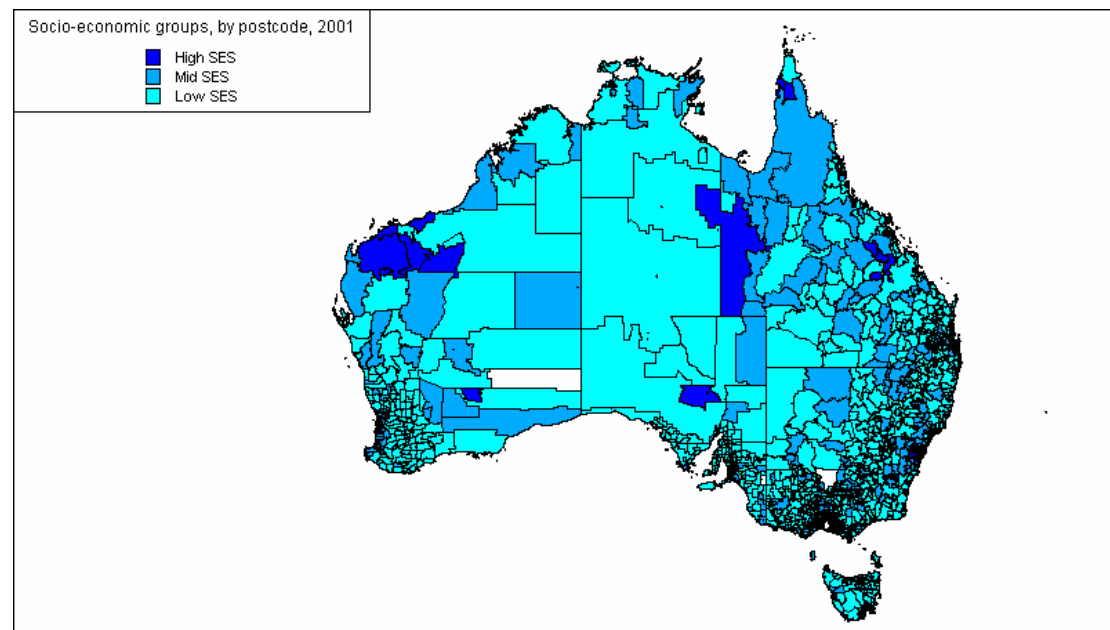 Socio-economic groups, by postcode, 2001
High SES
Mid SES
Low SES